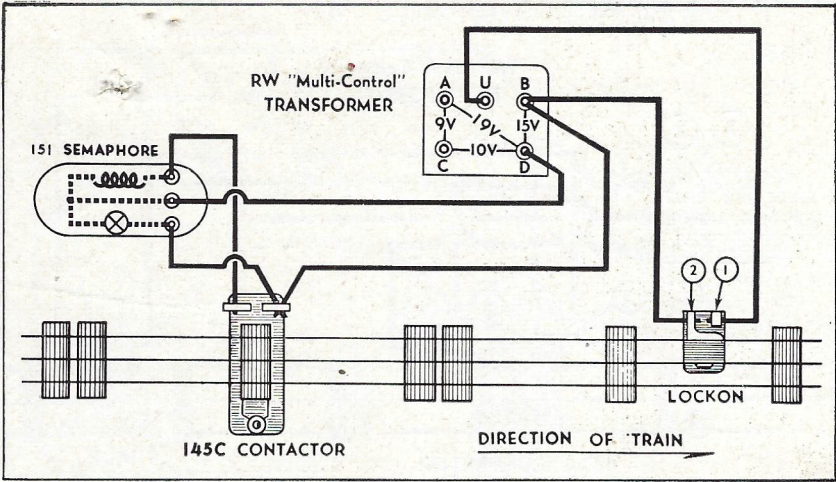 RW "Multi-Control"
TRANSFORMER
A U B
9V 19V 15V
C 10V D
151 SEMAPHORE
2 1
LOCKON
145C CONTACTOR
DIRECTION OF TRAIN